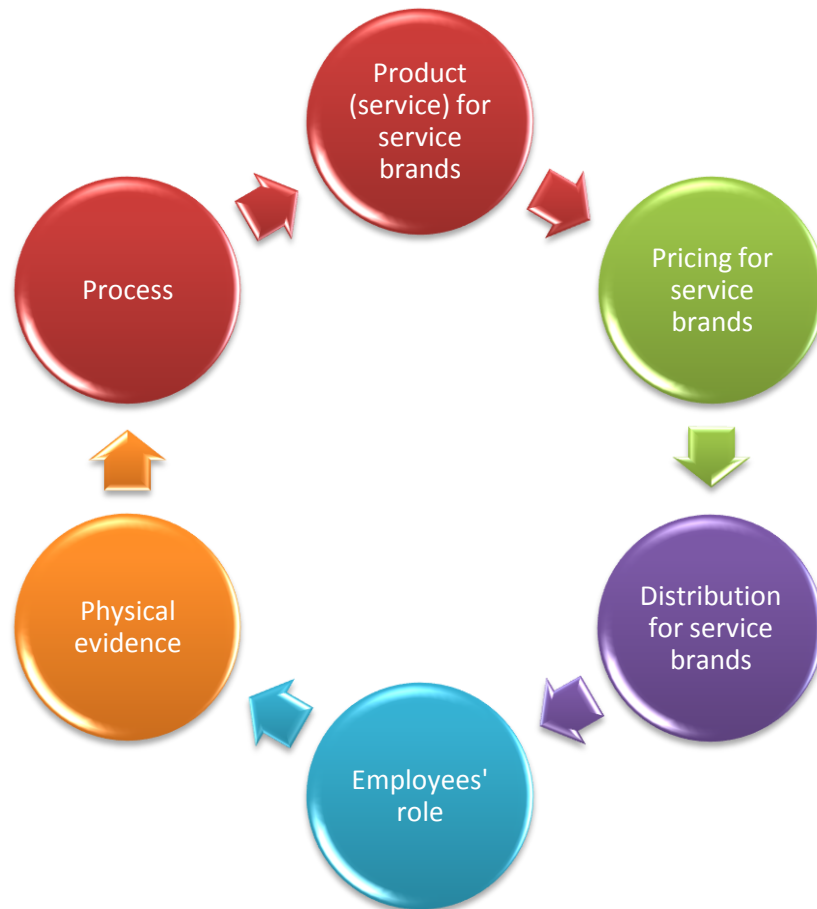 Product
(service) for
service
brands
Pricing for
service
brands
Distribution
for service
brands
Employees'
role
Physical
evidence
Process